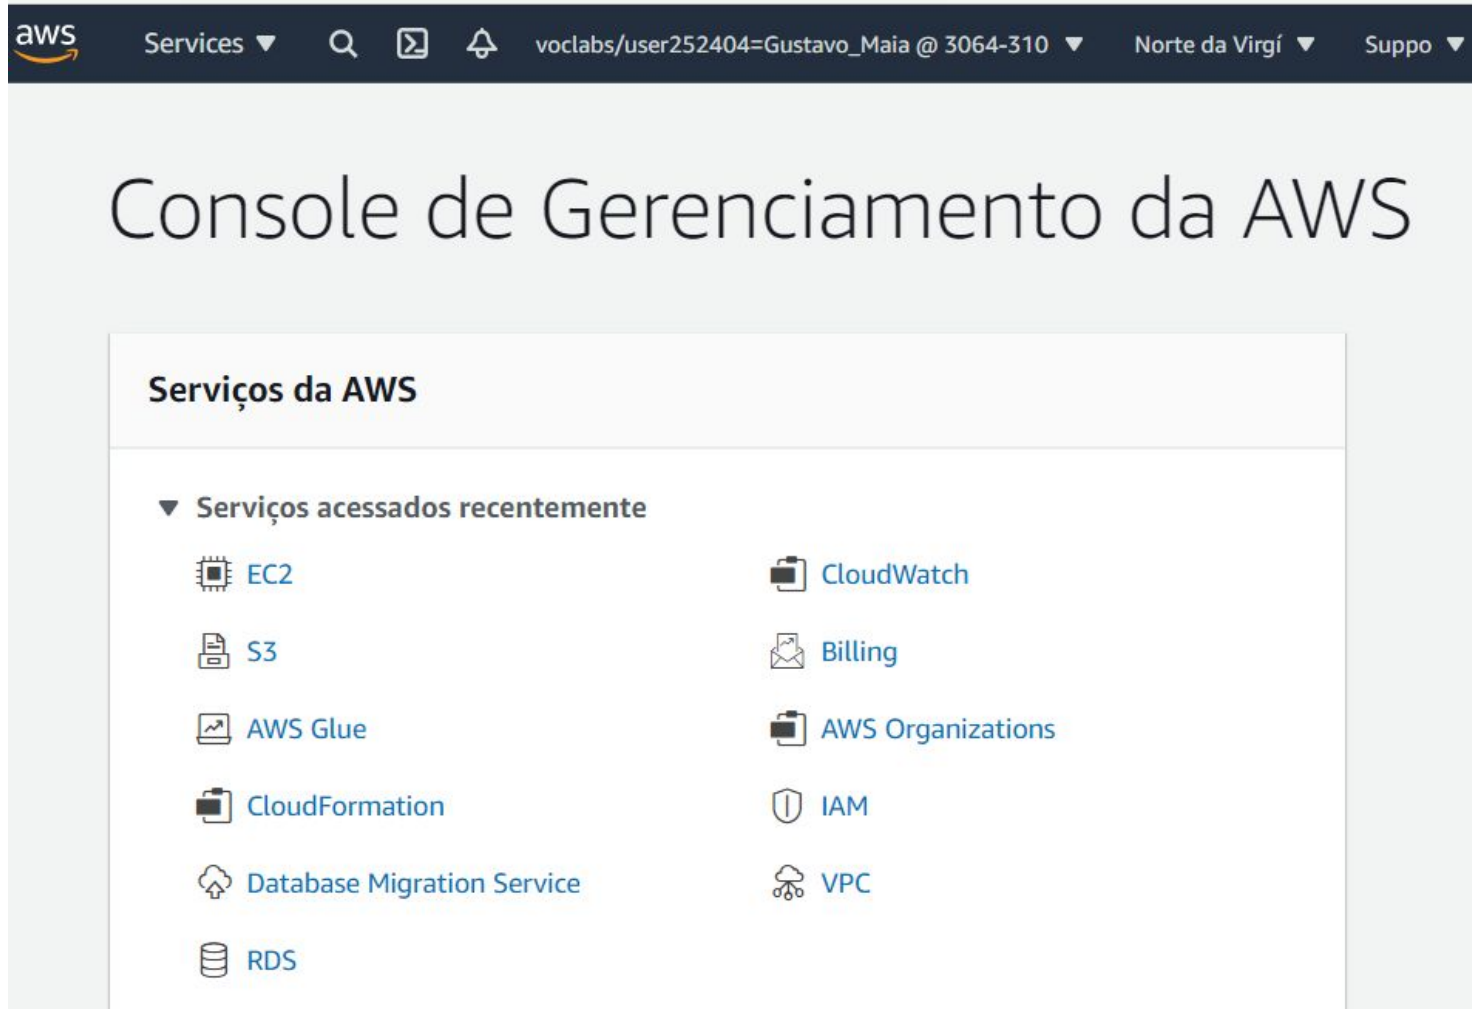 aws Services voclabs/user252404=Gustavo_Maia @ 3064-310 Norte da Virgí Suppo
Console de Gerenciamento da AWS
Serviços da AWS
Serviços acessados recentemente
EC2
CloudWatch
S3
Billing
AWS Glue
AWS Organizations
CloudFormation
IAM
Database Migration Service
VPC
RDS